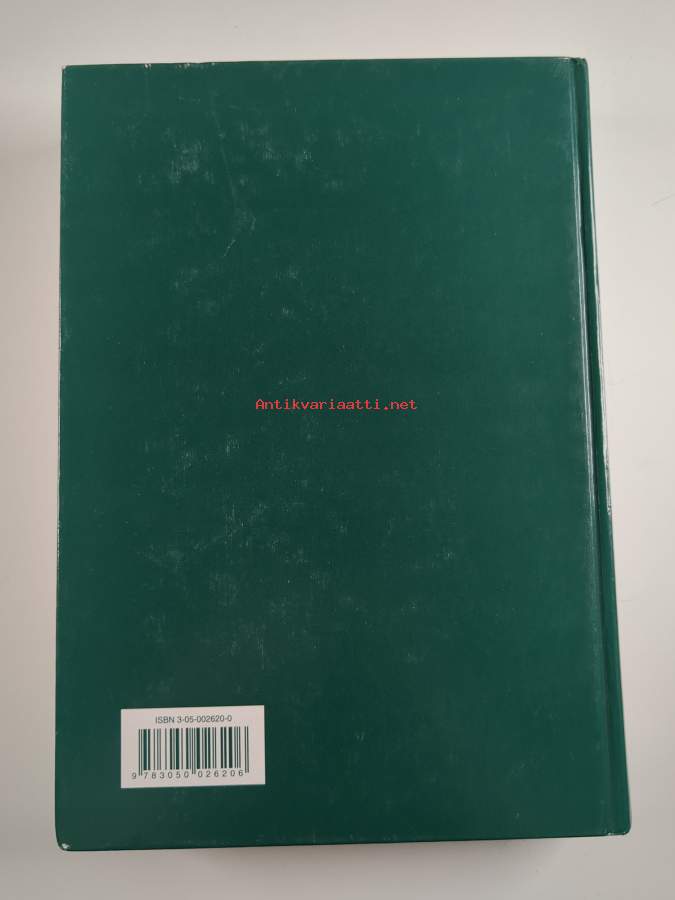 Antikvariaatti.net
ISBN 3-05-002620-0
9 783050 026206